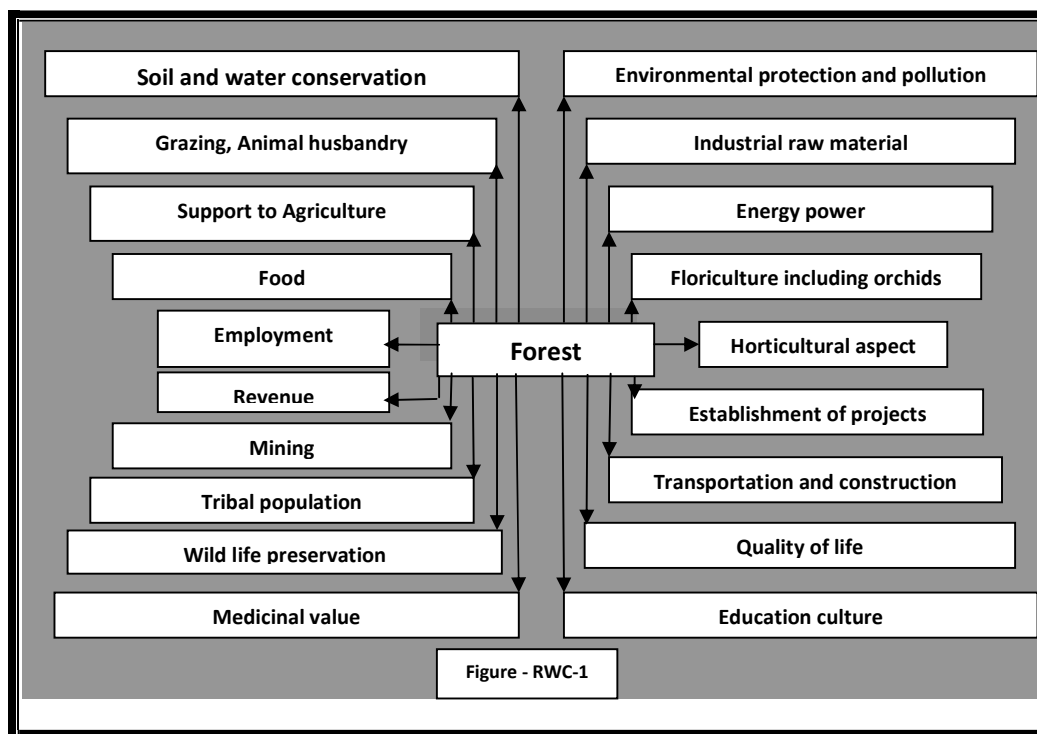 Soil and water conservation
Environmental protection and pollution
Grazing, Animal husbandry
Industrial raw material
Support to Agriculture
Energy power
Food
Floriculture including orchids
Employment
Forest
Horticultural aspect
Revenue
Establishment of projects
Mining
Transportation and construction
Tribal population
Wild life preservation
Quality of life
Medicinal value
Education culture
Figure - RWC-1